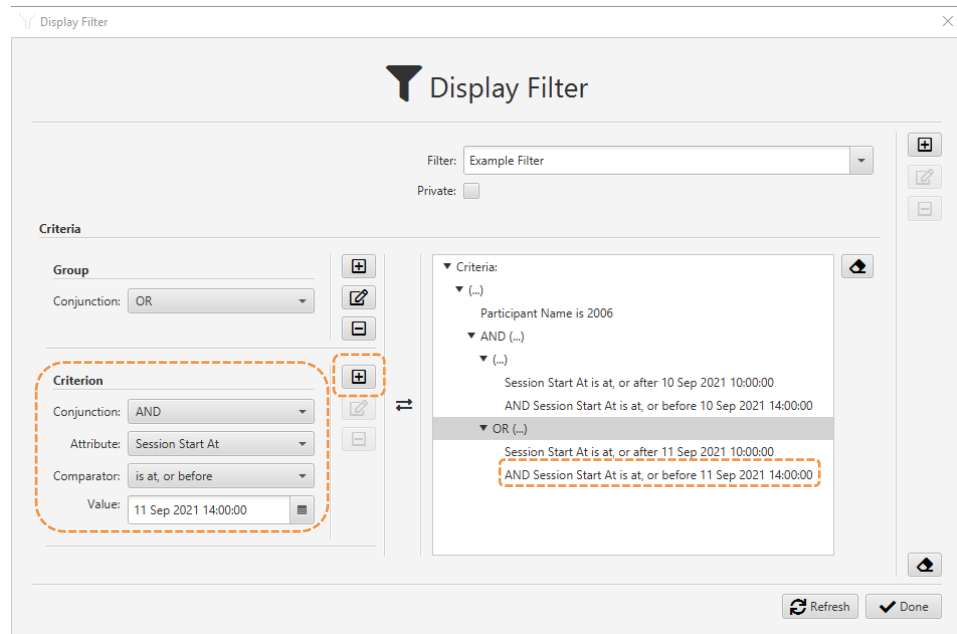 Display Filter
Display Filter
Filter: Example Filter
Private:
Criteria
Group
Conjunction: OR
Criterion
Conjunction: AND
Attribute: Session Start At
Comparator: is at, or before
Value: 11 Sep 2021 14:00:00
Criteria:
(...)
Participant Name is 2006
AND (...)
(...)
Session Start At is at, or after 10 Sep 2021 10:00:00
AND Session Start At is at, or before 10 Sep 2021 14:00:00
OR (...)
Session Start At is at, or after 11 Sep 2021 10:00:00
AND Session Start At is at, or before 11 Sep 2021 14:00:00
Refresh
Done